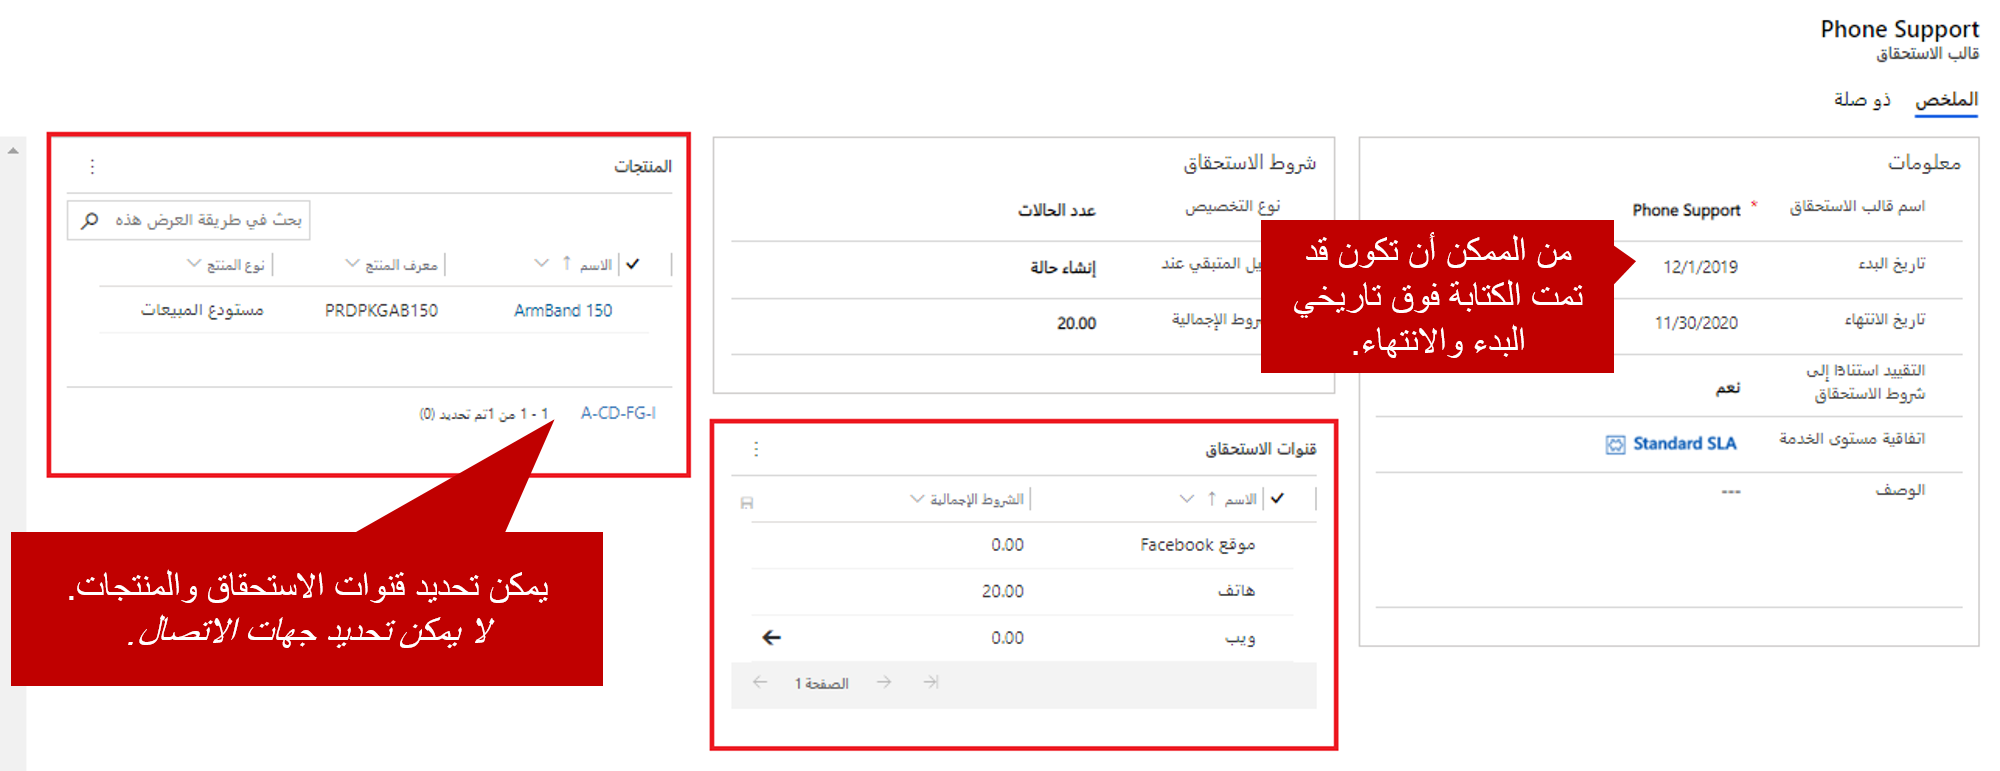 Phone Support
قالب الاستحقاق
الملخص ذو صلة
معلومات
اسم قالب الاستحقاق * Phone Support
تاريخ البدء 12/1/2019
تاريخ الانتهاء 11/30/2020
التقييد استنادًا إلى
شروط الاستحقاق نعم
اتفاقية مستوى الخدمة Standard SLA
الوصف ---
من الممكن أن تكون قد
تمت الكتابة فوق تاريخي
البدء والانتهاء.
شروط الاستحقاق
نوع التخصيص عدد الحالات
يل المتبقي عند إنشاء حالة
روط الإجمالية 20.00
قنوات الاستحقاق
الاسم ↑ الشروط الإجمالية
موقع Facebook 0.00
هاتف 20.00
ويب 0.00
الصفحة 1
المنتجات
بحث في طريقة العرض هذه
الاسم ↑ معرف المنتج نوع المنتج
ArmBand 150 PRDPKGAB150 مستودع المبيعات
A-CD-FG-I 1 - 1 من 1تم تحديد (0)
يمكن تحديد قنوات الاستحقاق والمنتجات.
لا يمكن تحديد جهات الاتصال.